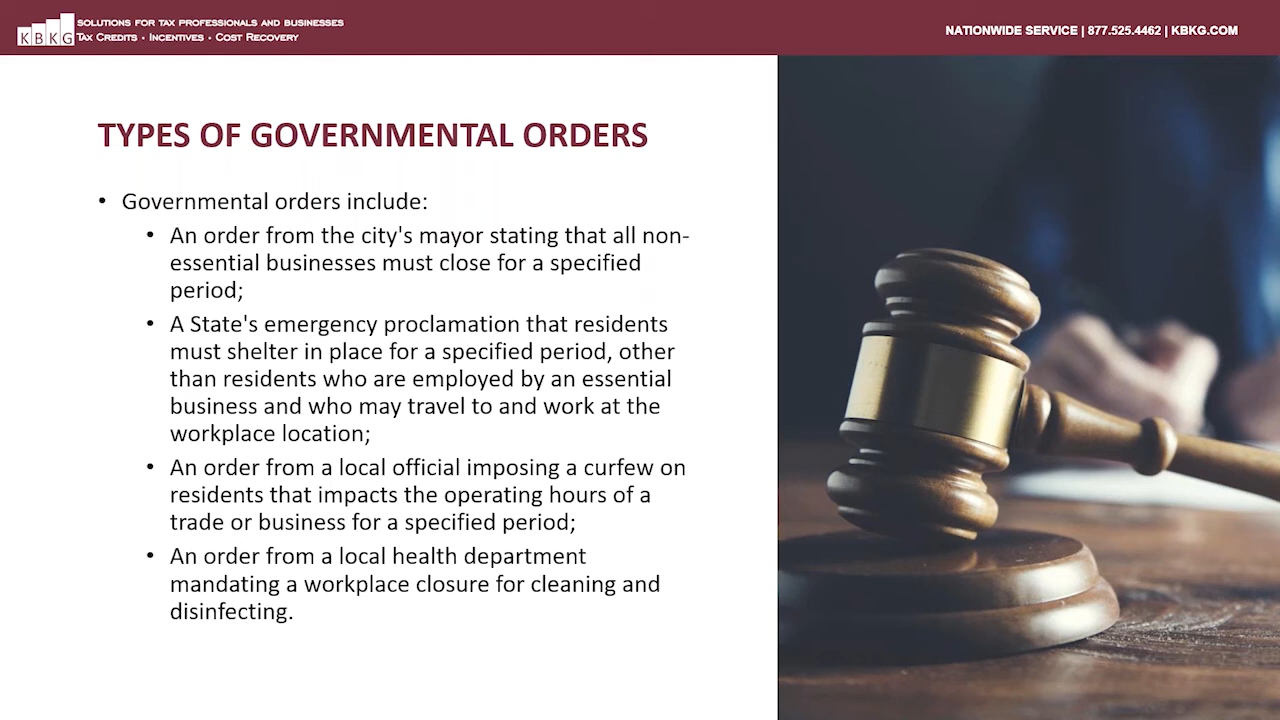 SOLUTIONS FOR TAX PROFESSIONALS AND BUSINESSES
KBKG TAX CREDITS · INCENTIVES · COST RECOVERY
NATIONWIDE SERVICE | 877.525.4462 | KBKG.COM
TYPES OF GOVERNMENTAL ORDERS
• Governmental orders include:
• An order from the city's mayor stating that all non-
essential businesses must close for a specified
period;
• A State's emergency proclamation that residents
must shelter in place for a specified period, other
than residents who are employed by an essential
business and who may travel to and work at the
workplace location;
• An order from a local official imposing a curfew on
residents that impacts the operating hours of a
trade or business for a specified period;
• An order from a local health department
mandating a workplace closure for cleaning and
disinfecting.